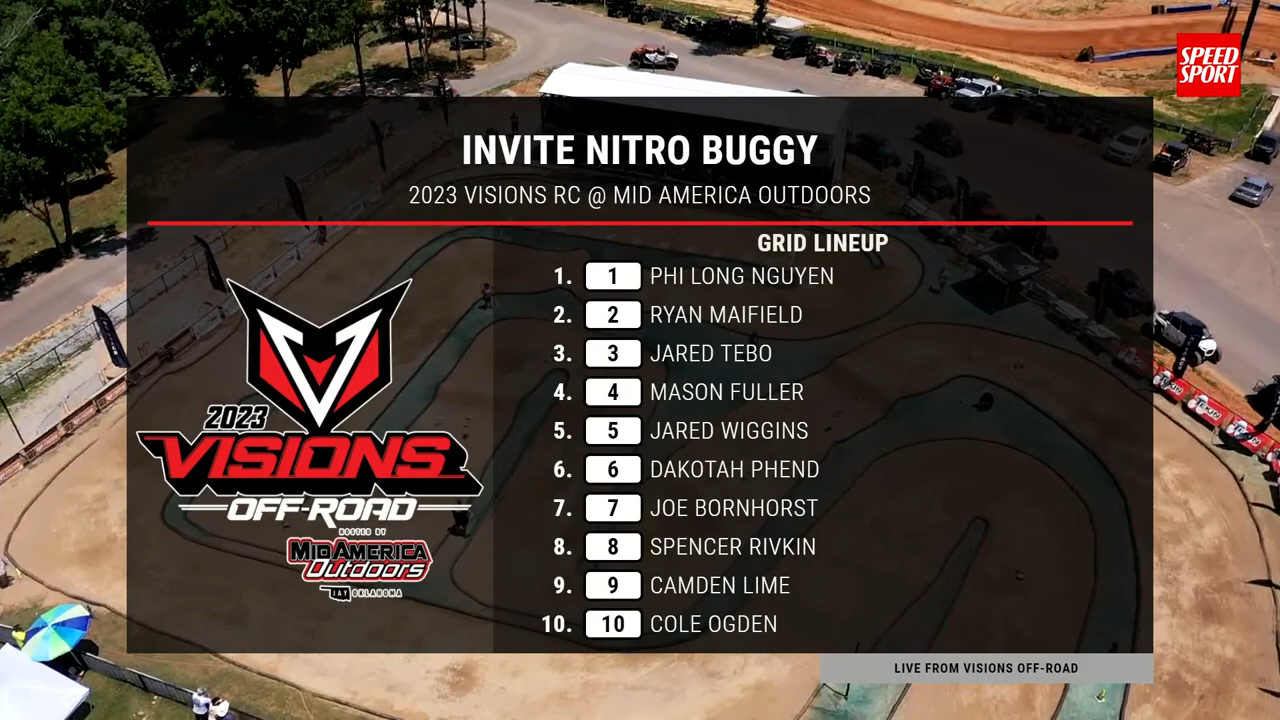 SPEED
SPORT
INVITE NITRO BUGGY
2023 VISIONS RC @ MID AMERICA OUTDOORS
GRID LINEUP
1. 1 PHI LONG NGUYEN
2. 2 RYAN MAIFIELD
3. 3 JARED TEBO
4. 4 MASON FULLER
5. 5 JARED WIGGINS
6. 6 DAKOTAH PHEND
7. 7 JOE BORNHORST
8. 8 SPENCER RIVKIN
9. 9 CAMDEN LIME
10. 10 COLE OGDEN
2023
VISIONS
OFF-ROAD
HOSTED BY
MIDAMERICA
Outdoors
JAY OKLAHOMA
TEKIN
LIVE FROM VISIONS OFF-ROAD